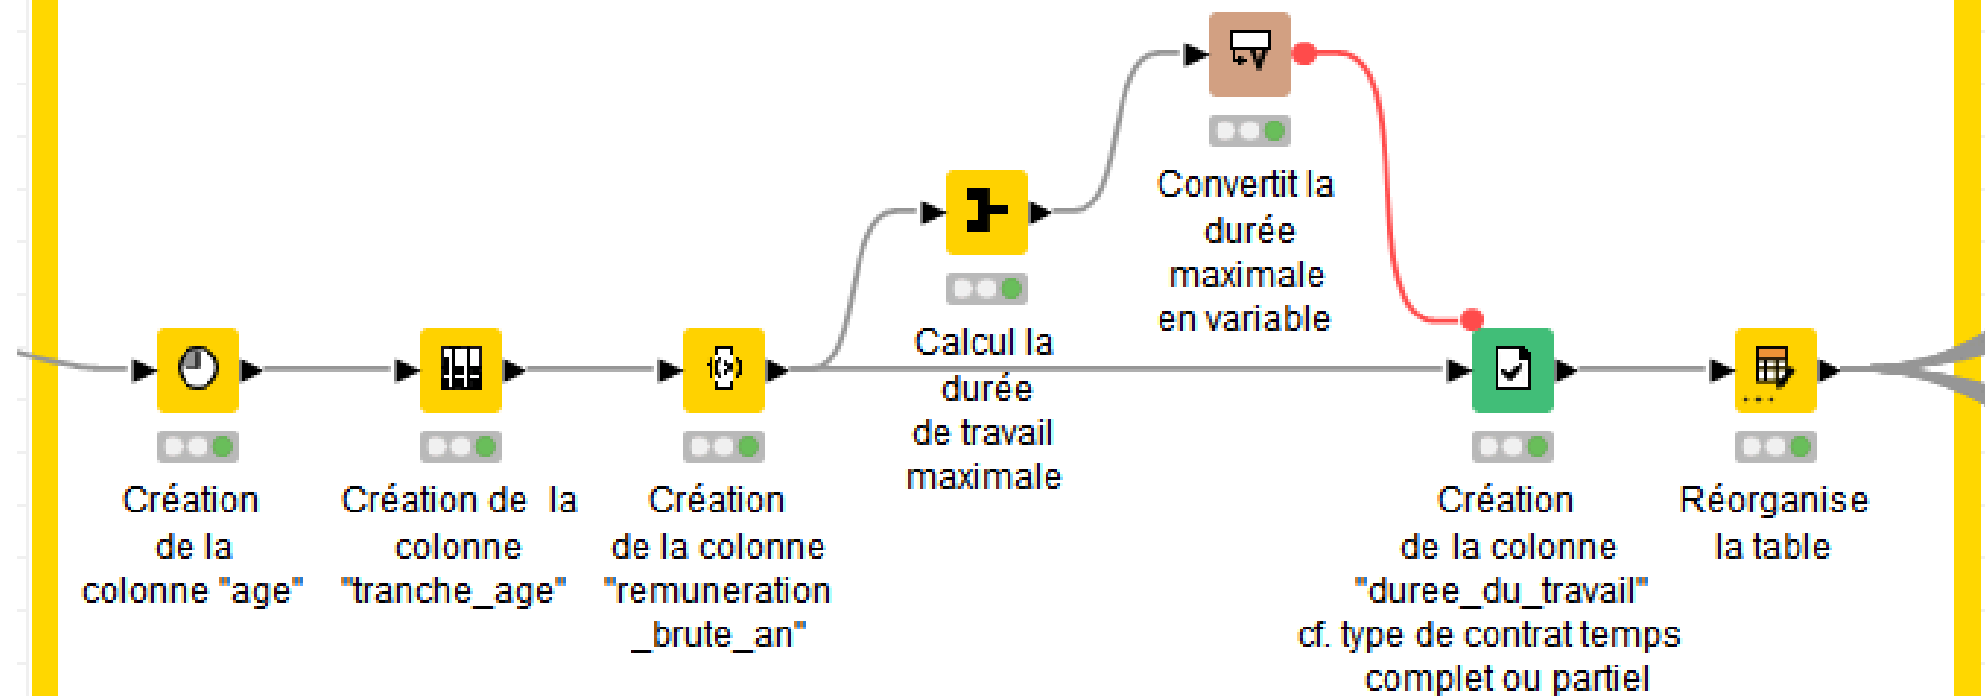 Convertit la
durée
maximale
en variable
Calcul la
durée
de travail
maximale
Création
de la
colonne "age"
Création de la
colonne
"tranche_age"
Création
de la colonne
"remuneration
_brute_an"
Création
de la colonne
"duree_du_travail"
cf. type de contrat temps
complet ou partiel
Réorganise
la table